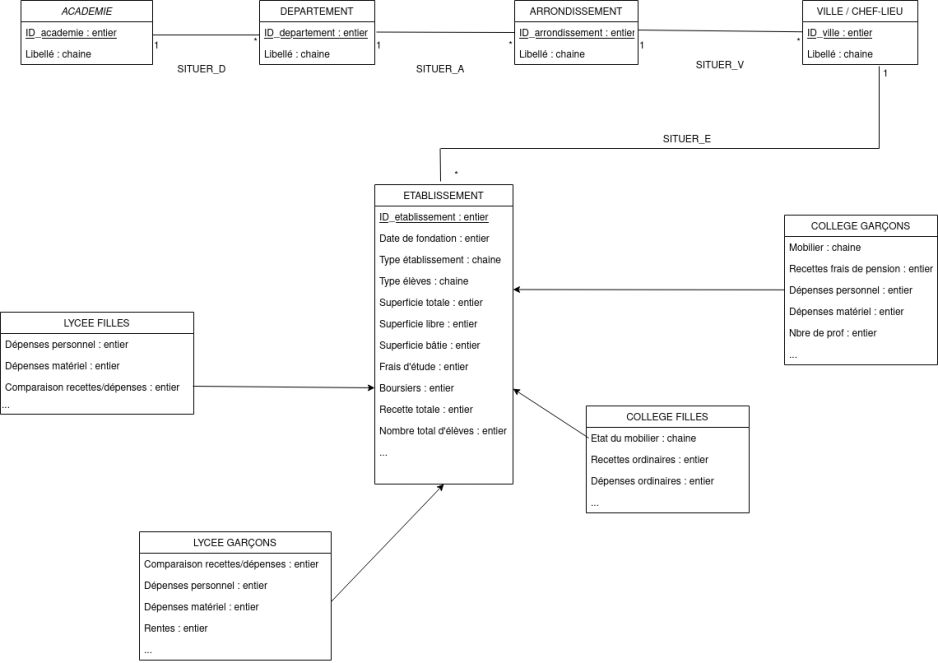 ACADEMIE
ID_academie : entier
Libellé : chaine
1
*
SITUER_D
DEPARTEMENT
ID_departement : entier
Libellé : chaine
1
*
SITUER_A
ARRONDISSEMENT
ID_arrondissement : entier
Libellé : chaine
1
*
SITUER_V
VILLE / CHEF-LIEU
ID_ville : entier
Libellé : chaine
1
SITUER_E
*
ETABLISSEMENT
ID_etablissement : entier
Date de fondation : entier
Type établissement : chaine
Type élèves : chaine
Superficie totale : entier
Superficie libre : entier
Superficie bâtie : entier
Frais d'étude : entier
Boursiers : entier
Recette totale : entier
Nombre total d'élèves : entier
...
COLLEGE GARÇONS
Mobilier : chaine
Recettes frais de pension : entier
Dépenses personnel : entier
Dépenses matériel : entier
Nbre de prof : entier
...
LYCEE FILLES
Dépenses personnel : entier
Dépenses matériel : entier
Comparaison recettes/dépenses : entier
...
COLLEGE FILLES
Etat du mobilier : chaine
Recettes ordinaires : entier
Dépenses ordinaires : entier
...
LYCEE GARÇONS
Comparaison recettes/dépenses : entier
Dépenses personnel : entier
Dépenses matériel : entier
Rentes : entier
...